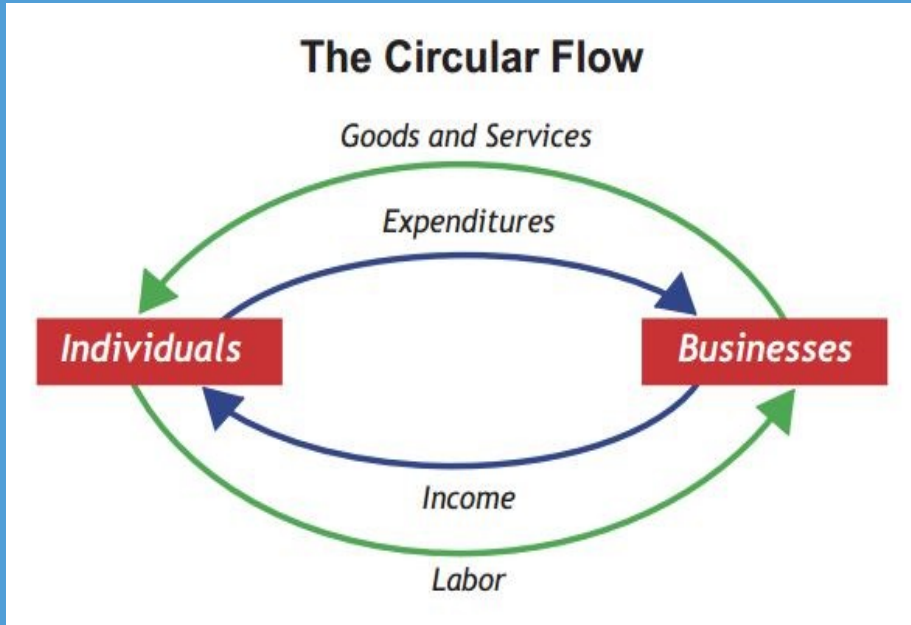 The Circular Flow
Goods and Services
Expenditures
Individuals
Businesses
Income
Labor